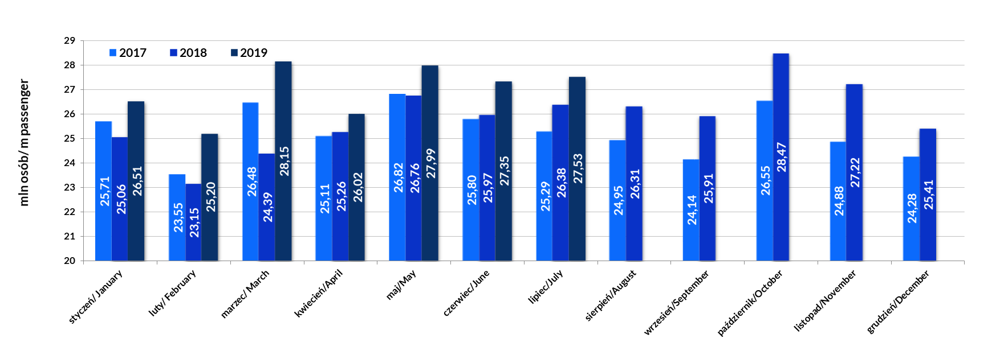 29
28
27
26
25
24
23
22
21
20
mln osób/ m passenger
2017 2018 2019
25,71 25,06 26,51
23,55 23,15 25,20
26,48 24,39 28,15
25,11 25,26 26,02
26,82 26,76 27,99
25,80 25,97 27,35
25,29 26,38 27,53
24,95 26,31
24,14 25,91
26,55 28,47
24,88 27,22
24,28 25,41
styczeń/ January
luty/ February
marzec/ March
kwiecień/April
maj/May
czerwiec/June
lipiec/July
sierpień/August
wrzesień/September
październik/October
listopad/November
grudzień/December